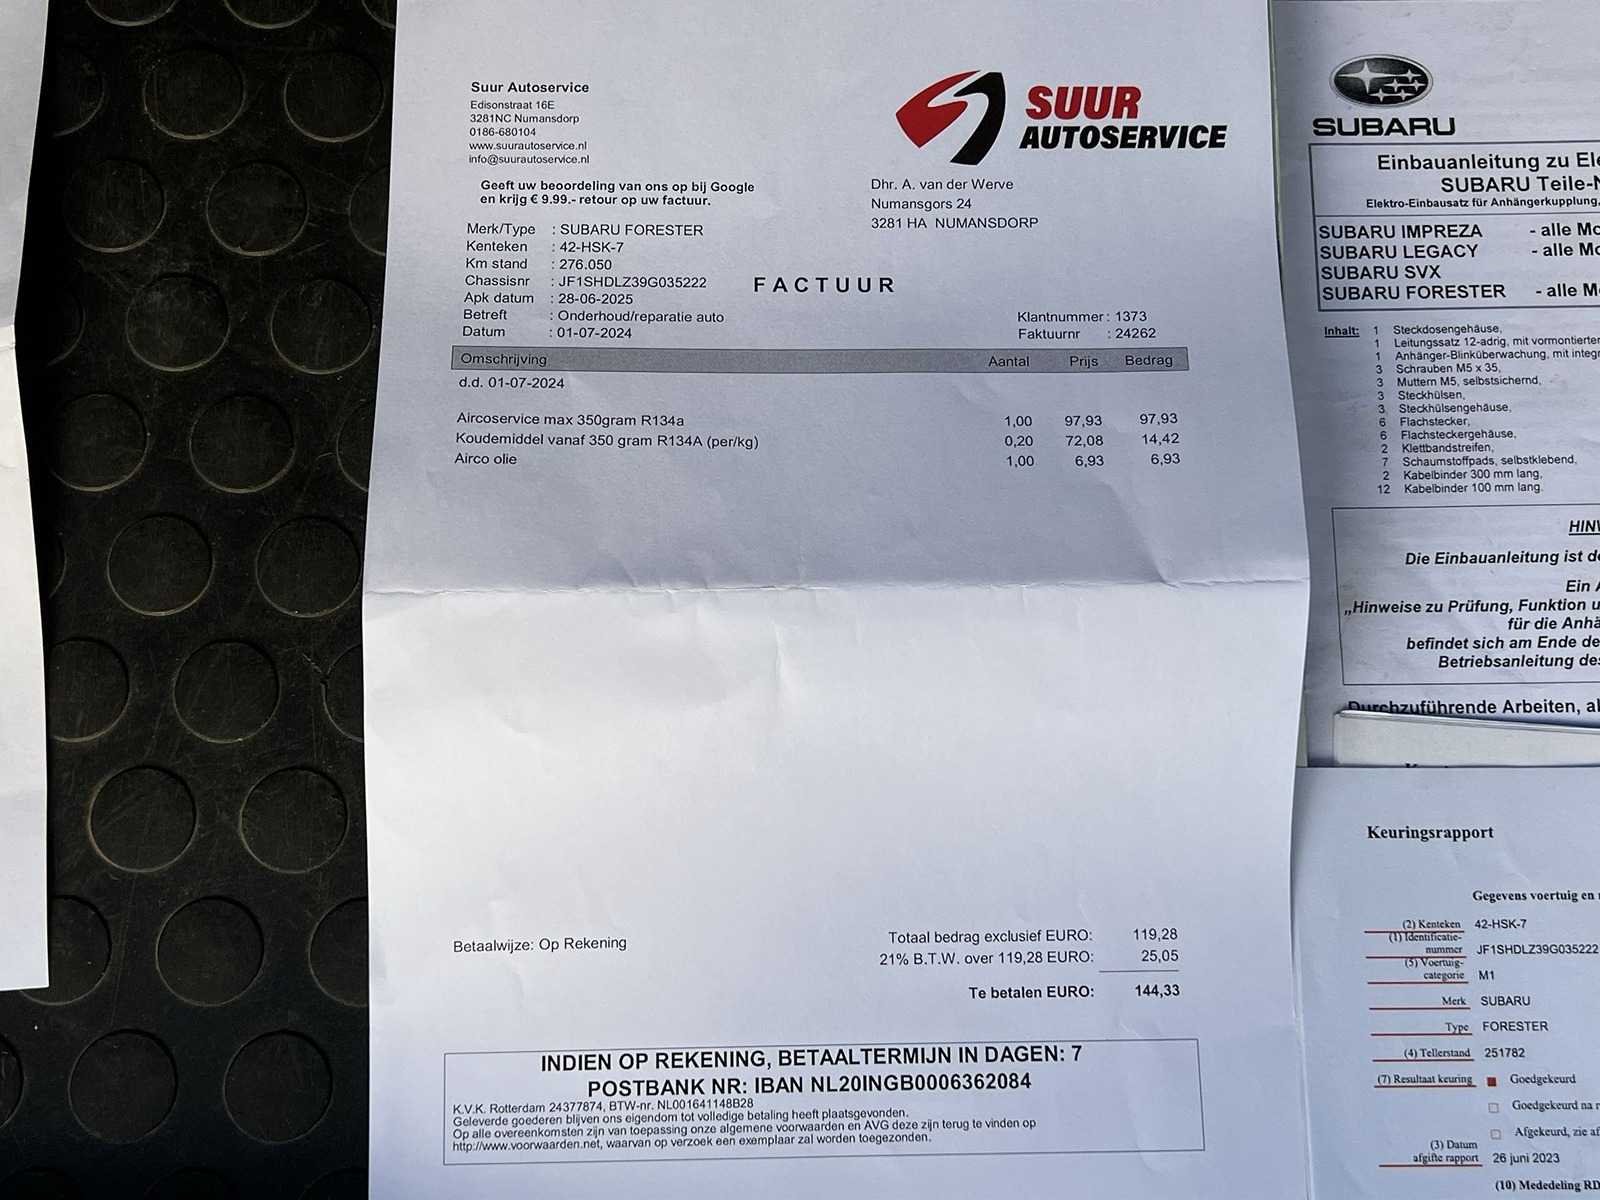 Suur Autoservice
Edisonstraat 16E
3281NC Numansdorp
0186-680104
www.suurautoservice.nl
info@suurautoservice.nl
SUUR
AUTOSERVICE
Geeft uw beoordeling van ons op bij Google
en krijg € 9.99.- retour op uw factuur.
Dhr. A. van der Werve
Numansgors 24
3281 HA NUMANSDORP
Merk/Type : SUBARU FORESTER
Kenteken : 42-HSK-7
Km stand : 276.050
Chassisnr : JF1SHDLZ39G035222
Apk datum : 28-06-2025
Betreft : Onderhoud/reparatie auto
Datum : 01-07-2024
FACTUUR
Klantnummer : 1373
Faktuurnr : 24262
Omschrijving Aantal Prijs Bedrag
d.d. 01-07-2024
Aircoservice max 350gram R134a 1,00 97,93 97,93
Koudemiddel vanaf 350 gram R134A (per/kg) 0,20 72,08 14,42
Airco olie 1,00 6,93 6,93
Betaalwijze: Op Rekening
Totaal bedrag exclusief EURO: 119,28
21% B.T.W. over 119,28 EURO: 25,05
Te betalen EURO: 144,33
INDIEN OP REKENING, BETAALTERMIJN IN DAGEN: 7
POSTBANK NR: IBAN NL20INGB0006362084
K.V.K. Rotterdam 24377874, BTW-nr. NL001641148B28
Geleverde goederen blijven ons eigendom tot volledige betaling heeft plaatsgevonden.
Op alle overeenkomsten zijn van toepassing onze algemene voorwaarden en AVG deze zijn terug te vinden op
http://www.voorwaarden.net, waarvan op verzoek een exemplaar zal worden toegezonden.
SUBARU
Einbauanleitung zu
SUBARU
Elektro-Einbausatz für Anhängerkupplung,
SUBARU IMPREZA - alle
SUBARU LEGACY - alle
SUBARU SVX
SUBARU FORESTER - alle
Inhalt: 1 Steckdosengehäuse,
1 Leitungssatz 12-adrig, mit vormontierter
1 Anhänger-Blinküberwachung, mit
3 Schrauben M5 x 35,
3 Muttern M5, selbstsichernd,
3 Steckhülsen,
3 Steckhülsengehäuse,
6 Flachstecker,
6 Flachsteckergehäuse,
2 Klettbandstreifen,
7 Schaumstoffpads, selbstklebend,
2 Kabelbinder 300 mm lang,
12 Kabelbinder 100 mm lang.
Die Einbauanleitung ist
Ein
„Hinweise zu Prüfung, Funktion
für die
befindet sich am Ende
Betriebsanleitung
Durchzuführende Arbeiten,
Keuringsrapport
Gegevens voertuig en
(2) Kenteken 42-HSK-7
(1) Identificatie-
nummer JF1SHDLZ39G035222
(5) Voertuig-
categorie M1
Merk SUBARU
Type FORESTER
(4) Tellerstand 251782
(7) Resultaat keuring Goedgekeurd
Goedgekeurd na
Afgekeurd, zie
(3) Datum
afgifte rapport 26 juni 2023
(10) Mededeling